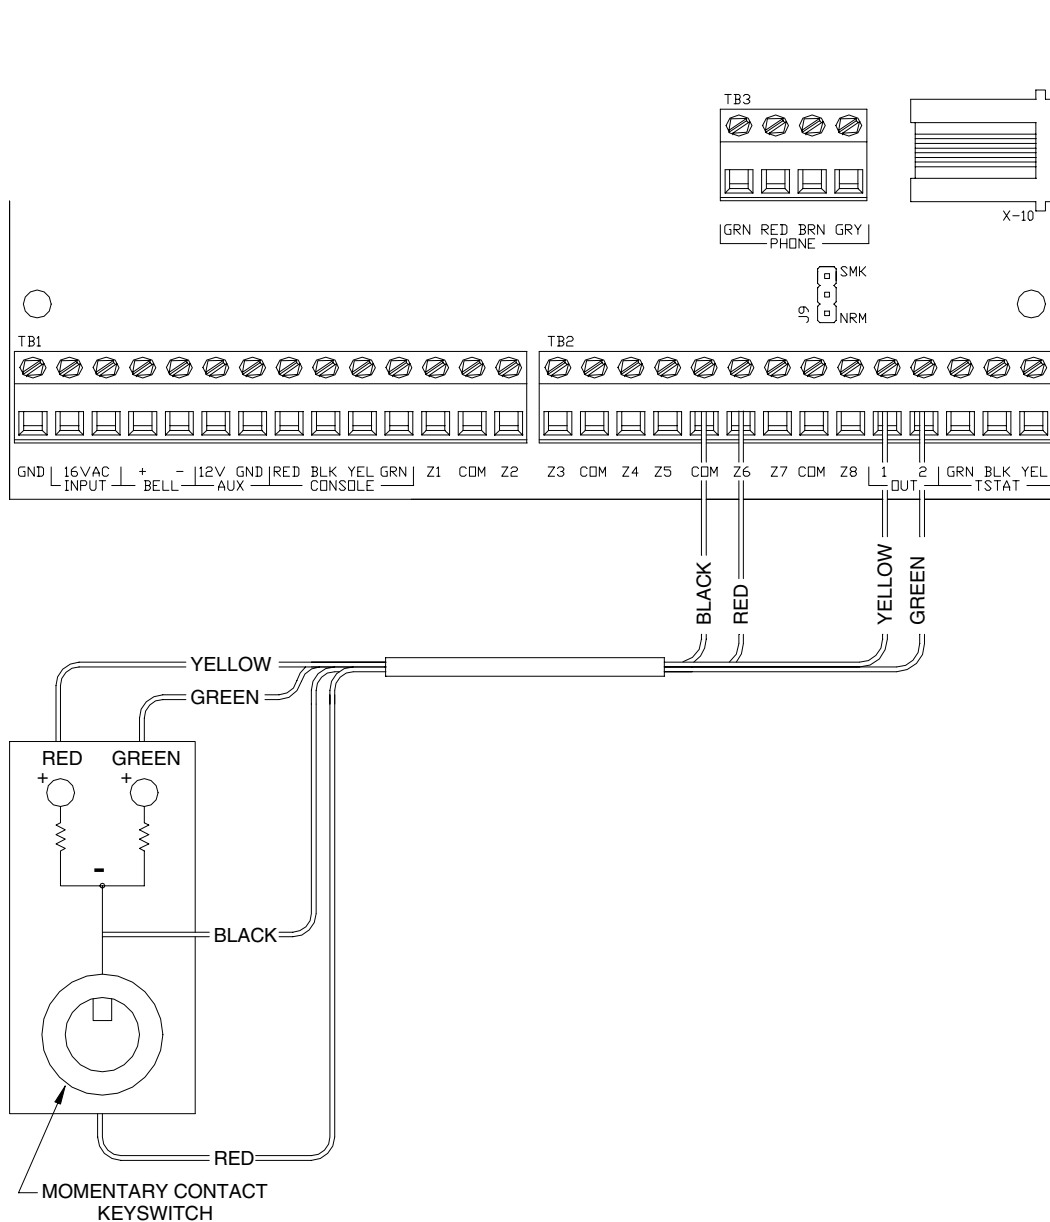 TB3
X-10
GRN RED BRN GRY
PHONE
SMK
J9
NRM
TB1
TB2
GND 16VAC + - 12V GND RED BLK YEL GRN Z1 COM Z2 Z3 COM Z4 Z5 COM Z6 Z7 COM Z8 1 2 GRN BLK YEL
INPUT BELL AUX CONSOLE OUT TSTAT
BLACK
RED
YELLOW
GREEN
YELLOW
GREEN
RED GREEN
+ +
-
BLACK
RED
MOMENTARY CONTACT
KEYSWITCH